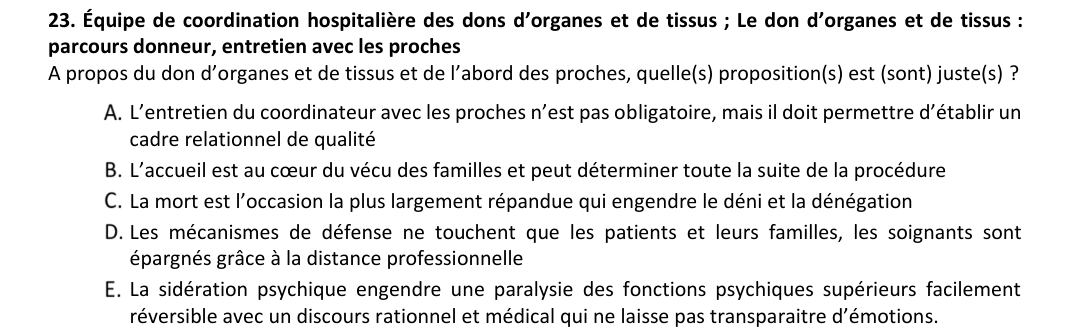 23. Équipe de coordination hospitalière des dons d’organes et de tissus ; Le don d’organes et de tissus :
parcours donneur, entretien avec les proches
A propos du don d’organes et de tissus et de l’abord des proches, quelle(s) proposition(s) est (sont) juste(s) ?
A. L’entretien du coordinateur avec les proches n’est pas obligatoire, mais il doit permettre d’établir un
cadre relationnel de qualité
B. L’accueil est au cœur du vécu des familles et peut déterminer toute la suite de la procédure
C. La mort est l’occasion la plus largement répandue qui engendre le déni et la dénégation
D. Les mécanismes de défense ne touchent que les patients et leurs familles, les soignants sont
épargnés grâce à la distance professionnelle
E. La sidération psychique engendre une paralysie des fonctions psychiques supérieurs facilement
réversible avec un discours rationnel et médical qui ne laisse pas transparaitre d’émotions.